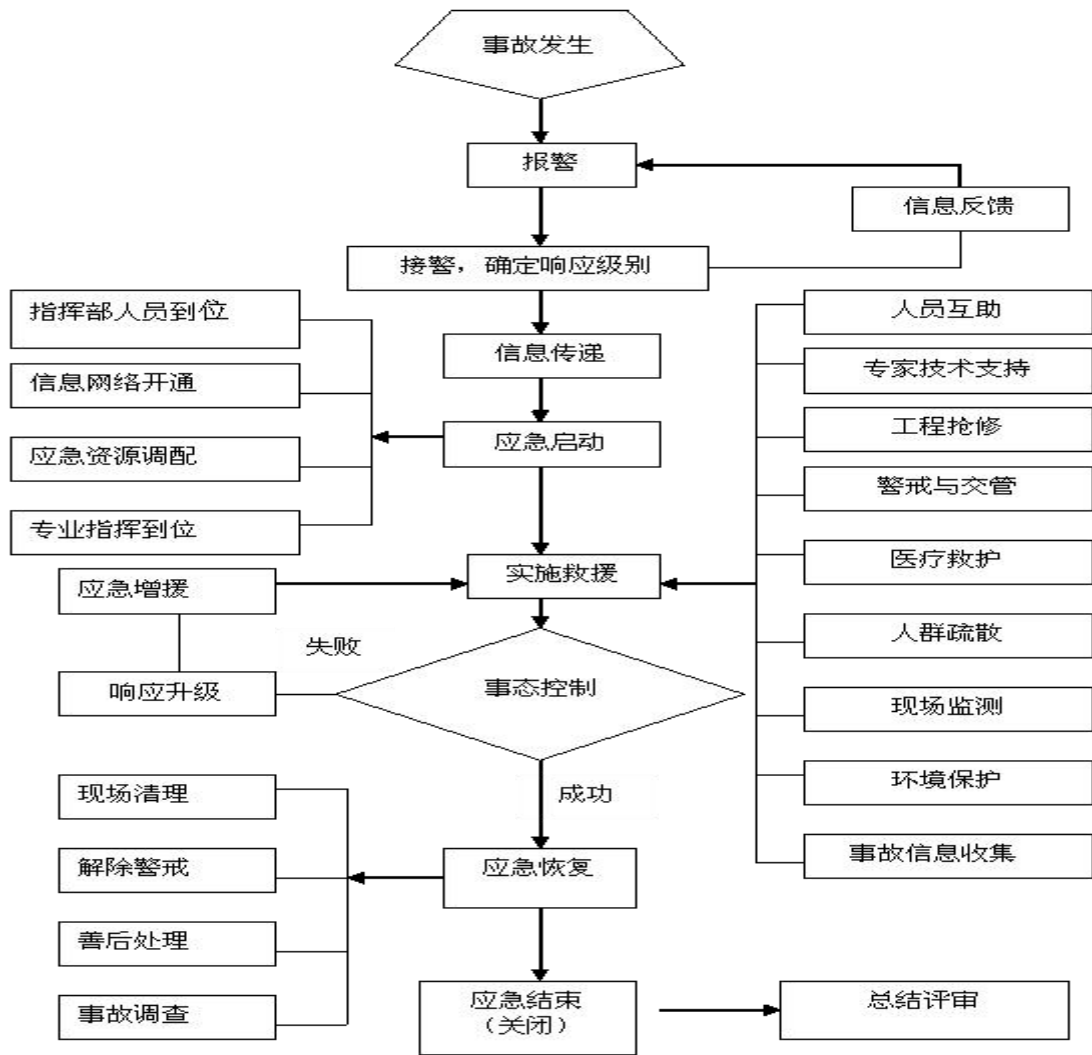 事故发生
报警
信息反馈
接警，确定响应级别
指挥部人员到位
人员互助
信息传递
专家技术支持
信息网络开通
工程抢修
应急启动
应急资源调配
警戒与交管
专业指挥到位
医疗救护
实施救援
应急增援
人群疏散
失败
响应升级
事态控制
现场监测
环境保护
现场清理
成功
事故信息收集
解除警戒
应急恢复
善后处理
应急结束
（关闭）
总结评审
事故调查